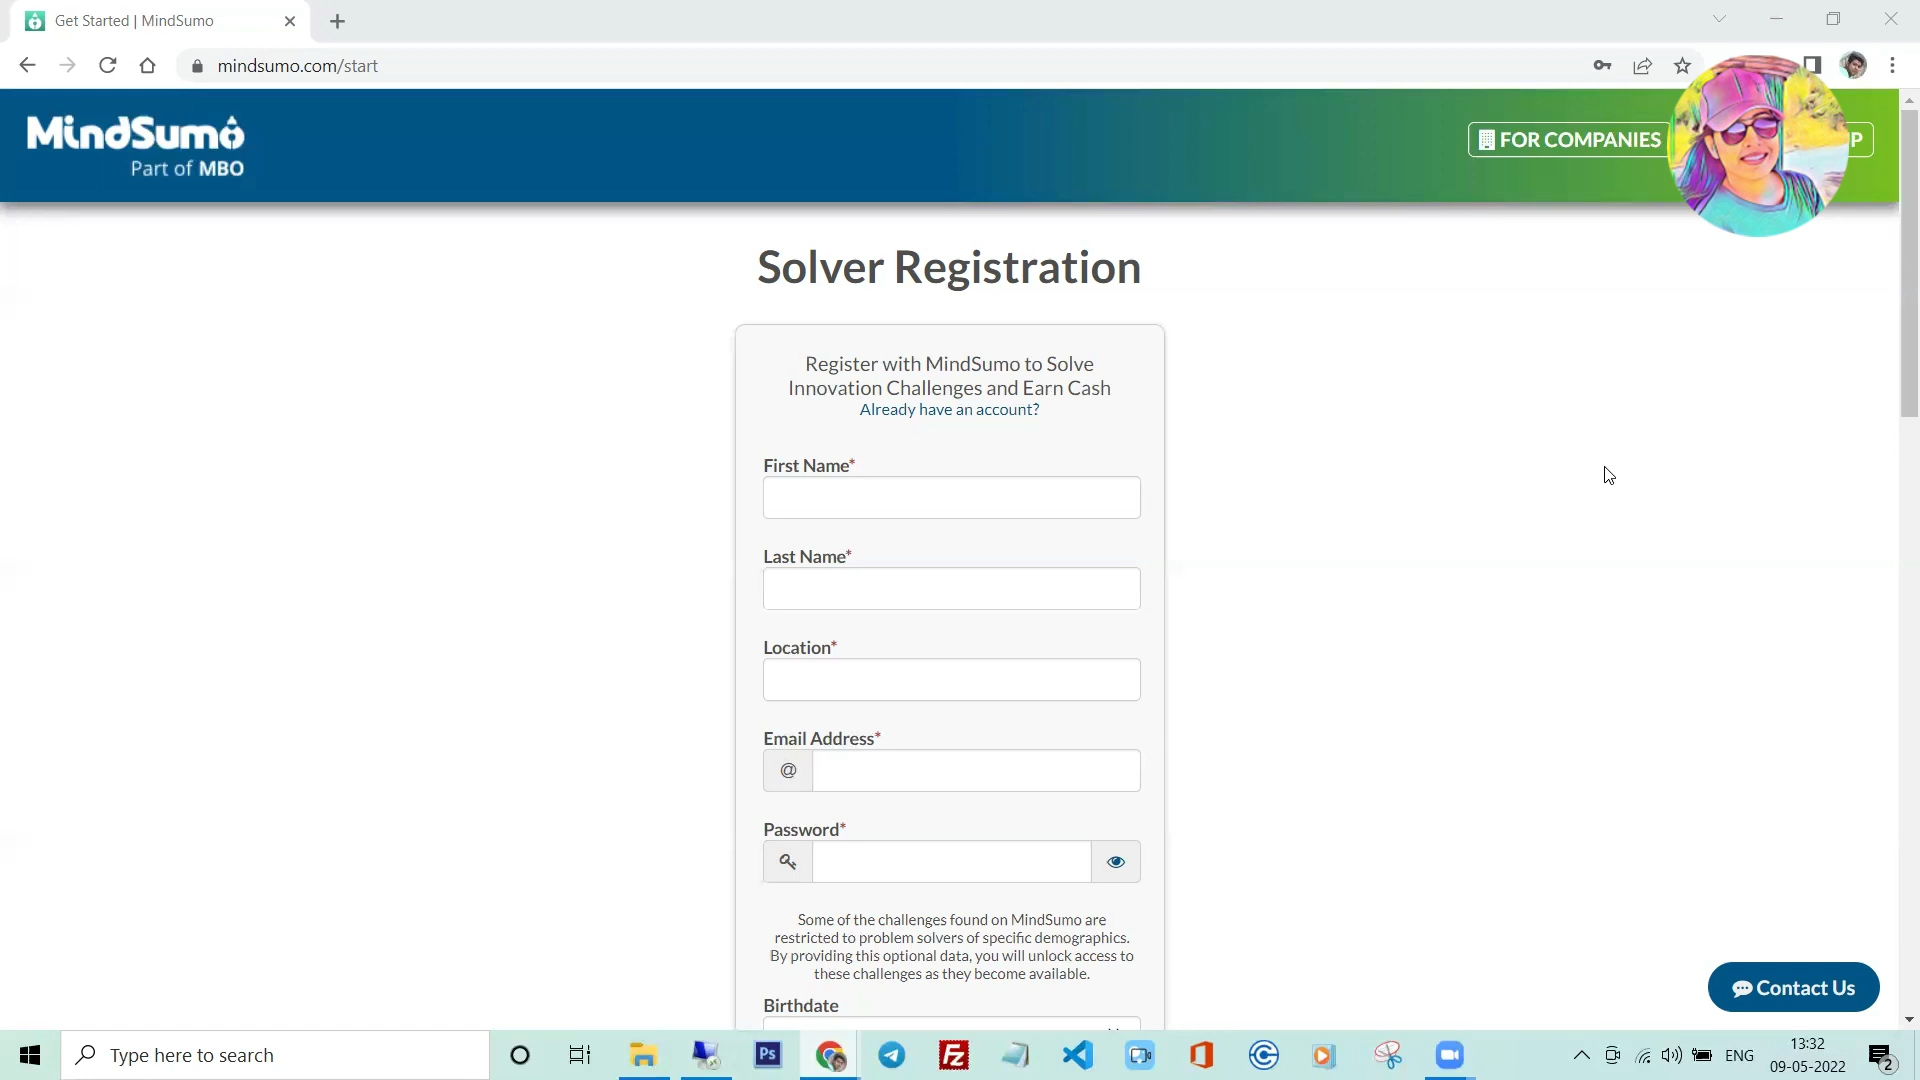 Get Started | MindSumo
mindsumo.com/start
MindSumo
Part of MBO
FOR COMPANIES
P
Solver Registration
Register with MindSumo to Solve
Innovation Challenges and Earn Cash
Already have an account?
First Name*
Last Name*
Location*
Email Address*
@
Password*
Some of the challenges found on MindSumo are
restricted to problem solvers of specific demographics.
By providing this optional data, you will unlock access to
these challenges as they become available.
Birthdate
Contact Us
Type here to search
Ps
Fz
ENG
13:32
09-05-2022
2